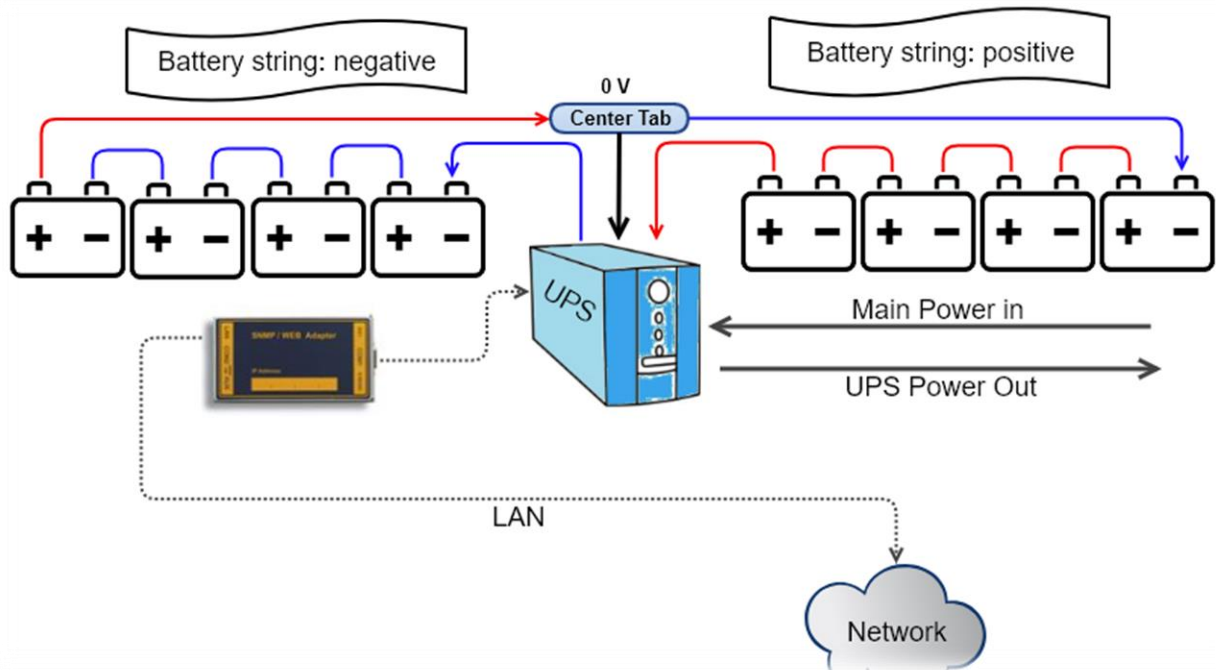 Battery string: negative
Battery string: positive
0 V
Center Tab
+ - + - + - + -
+ - + - + - + -
UPS
Main Power in
SNMP / WEB Adapter
UPS Power Out
LAN
Network